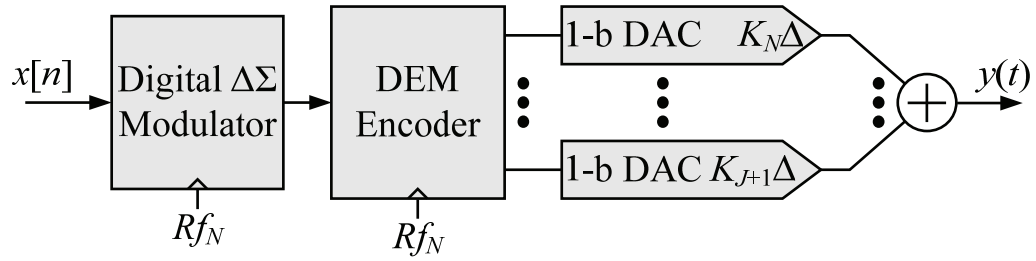 x[n]
Digital ΔΣ
Modulator
Rf_N
DEM
Encoder
Rf_N
1-b DAC K_NΔ
1-b DAC K_{J+1}Δ
y(t)